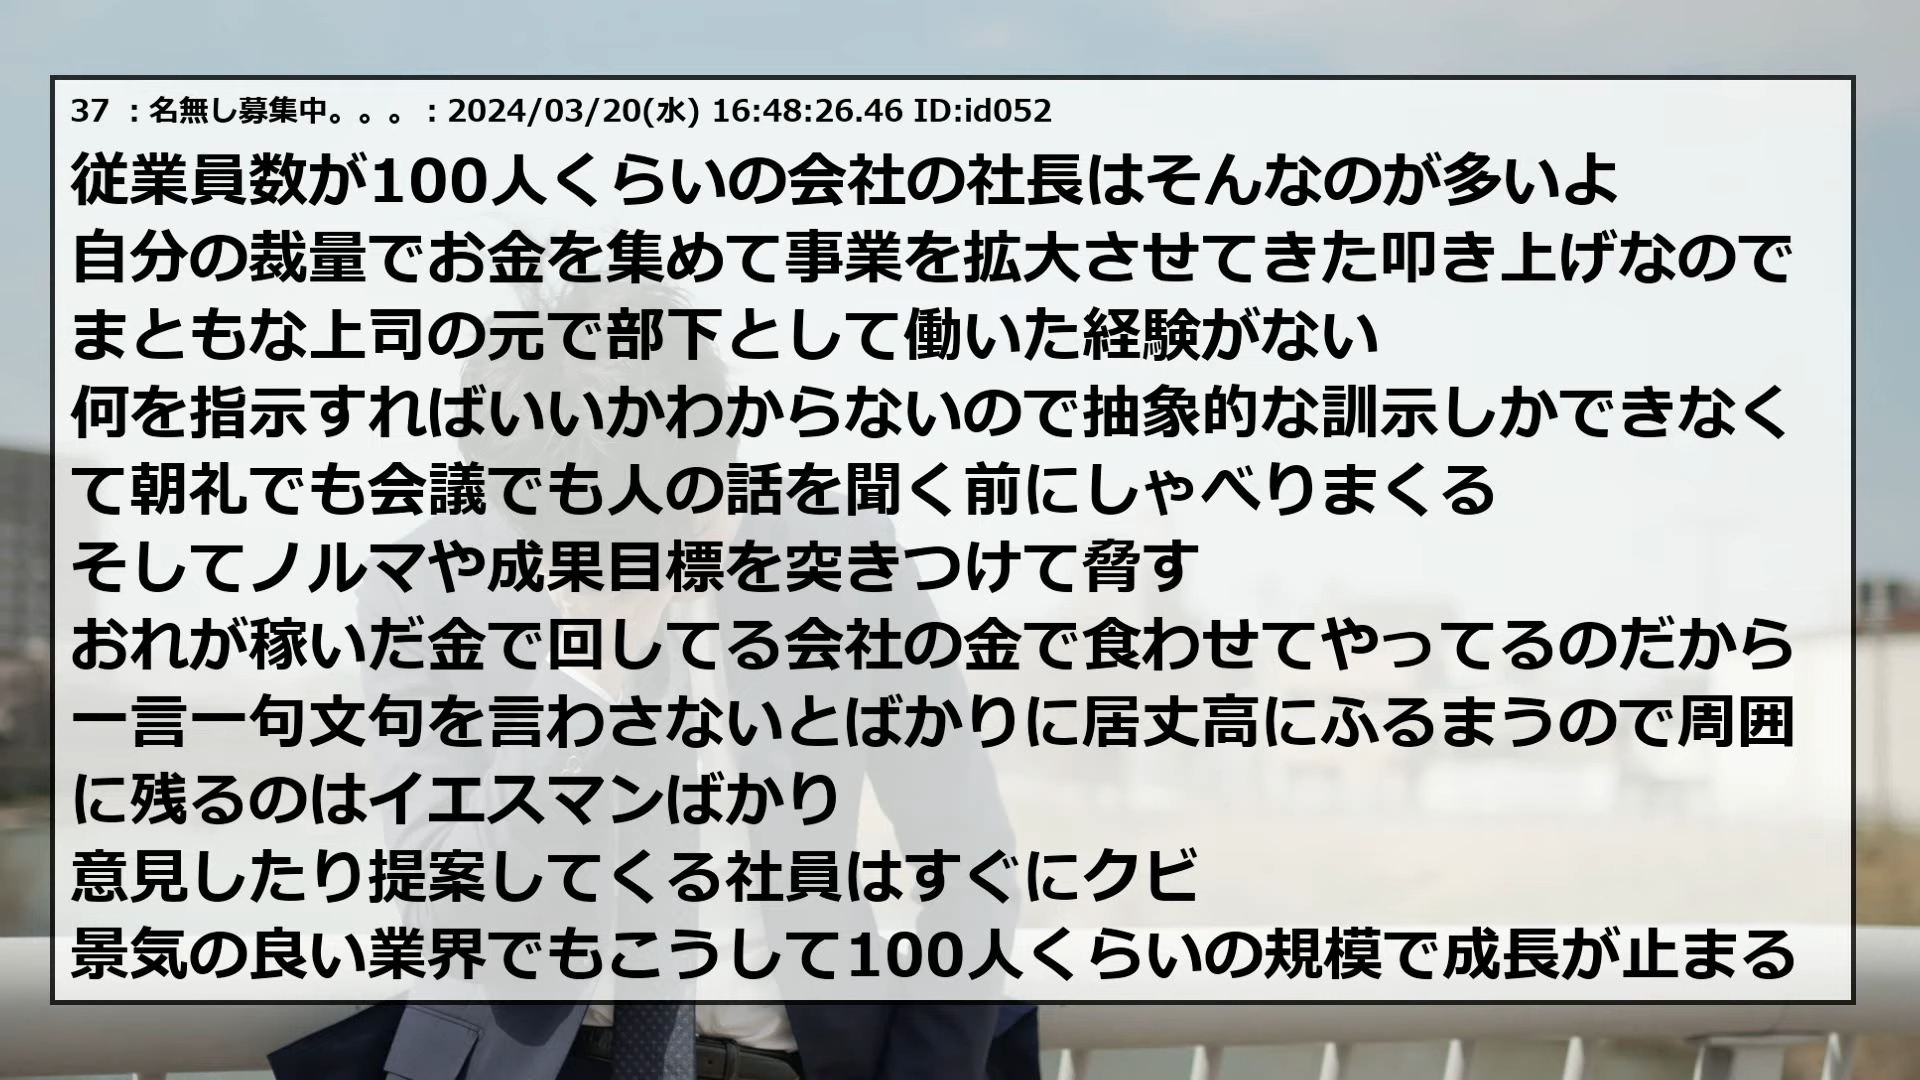 37 ：名無し募集中。。。：2024/03/20(水) 16:48:26.46 ID:id052
従業員数が100人くらいの会社の社長はそんなのが多いよ
自分の裁量でお金を集めて事業を拡大させてきた叩き上げなので
まともな上司の元で部下として働いた経験がない
何を指示すればいいかわからないので抽象的な訓示しかできなく
て朝礼でも会議でも人の話を聞く前にしゃべりまくる
そしてノルマや成果目標を突きつけて脅す
おれが稼いだ金で回してる会社の金で食わせてやってるのだから
一言一句文句を言わさないとばかりに居丈高にふるまうので周囲
に残るのはイエスマンばかり
意見したり提案してくる社員はすぐにクビ
景気の良い業界でもこうして100人くらいの規模で成長が止まる